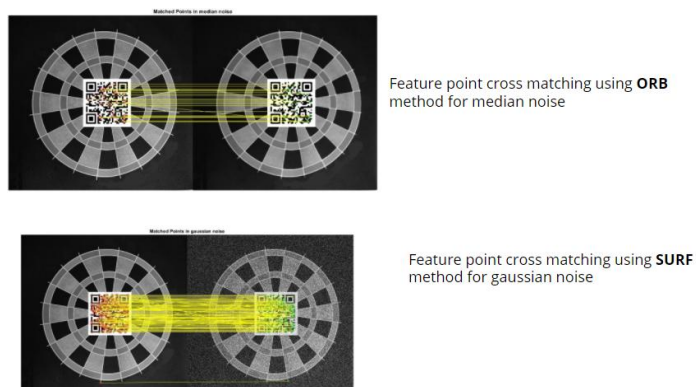 Matched Points in median noise
Feature point cross matching using ORB
method for median noise
Matched Points in gaussian noise
Feature point cross matching using SURF
method for gaussian noise